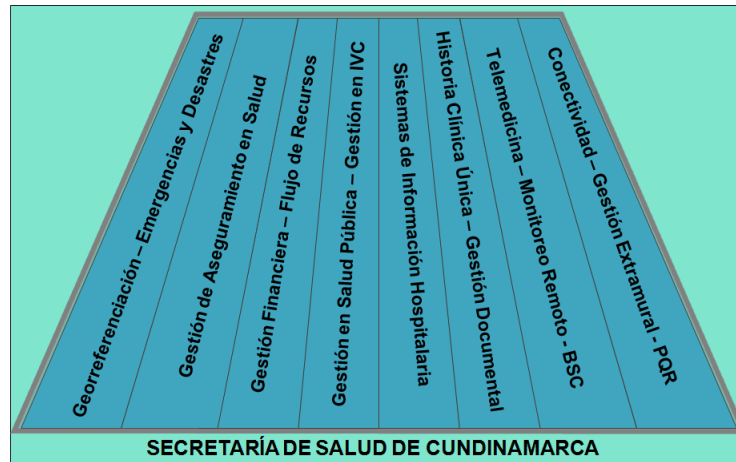 Georreferenciación – Emergencias y Desastres
Gestión de Aseguramiento en Salud
Gestión Financiera – Flujo de Recursos
Gestión en Salud Pública – Gestión en IVC
Sistemas de Información Hospitalaria
Historia Clínica Única – Gestión Documental
Telemedicina – Monitoreo Remoto - BSC
Conectividad – Gestión Extramural - PQR
SECRETARÍA DE SALUD DE CUNDINAMARCA